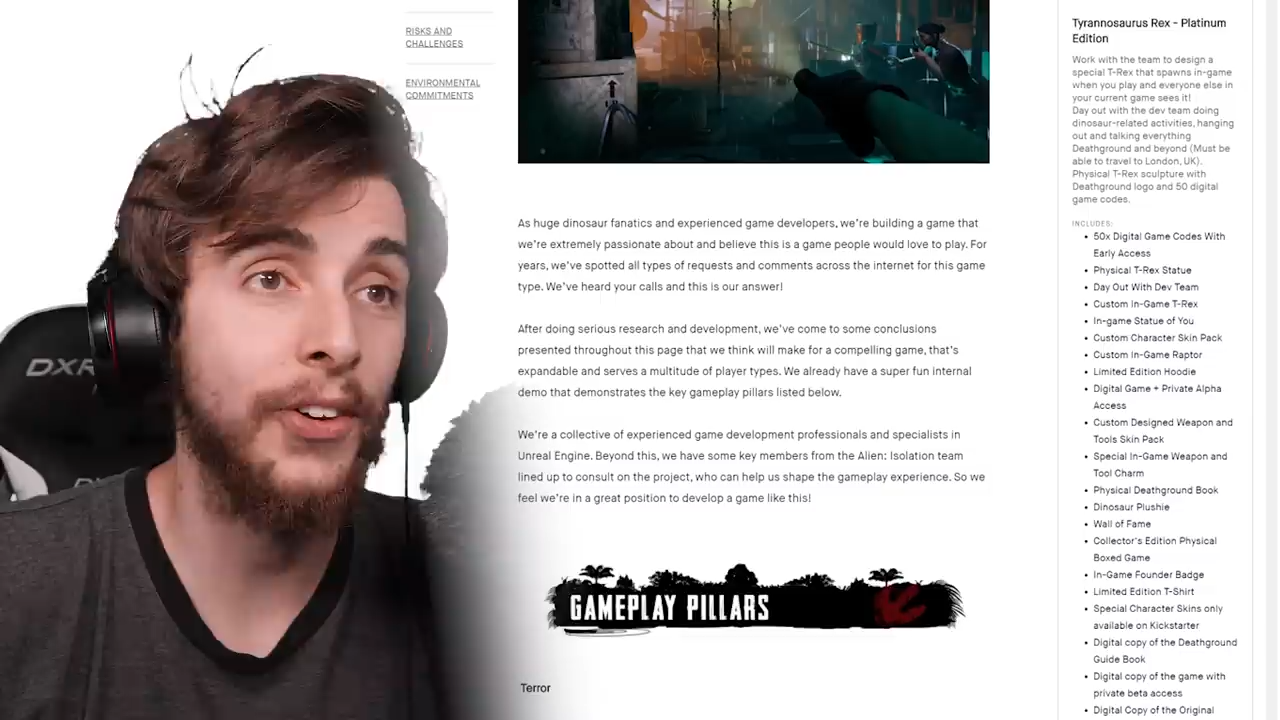 RISKS AND
CHALLENGES
ENVIRONMENTAL
COMMITMENTS
DXR
As huge dinosaur fanatics and experienced game developers, we're building a game that
we're extremely passionate about and believe this is a game people would love to play. For
years, we've spotted all types of requests and comments across the internet for this game
type. We've heard your calls and this is our answer!
After doing serious research and development, we've come to some conclusions
presented throughout this page that we think will make for a compelling game, that's
expandable and serves a multitude of player types. We already have a super fun internal
demo that demonstrates the key gameplay pillars listed below.
We're a collective of experienced game development professionals and specialists in
Unreal Engine. Beyond this, we have some key members from the Alien: Isolation team
lined up to consult on the project, who can help us shape the gameplay experience. So we
feel we're in a great position to develop a game like this!
GAMEPLAY PILLARS
Terror
Tyrannosaurus Rex - Platinum
Edition
Work with the team to design a
special T-Rex that spawns in-game
when you play and everyone else in
your current game sees it!
Day out with the dev team doing
dinosaur-related activities, hanging
out and talking everything
Deathground and beyond (Must be
able to travel to London, UK).
Physical T-Rex sculpture with
Deathground logo and 50 digital
game codes.
INCLUDES:
• 50x Digital Game Codes With
Early Access
• Physical T-Rex Statue
• Day Out With Dev Team
• Custom In-Game T-Rex
• In-game Statue of You
• Custom Character Skin Pack
• Custom In-Game Raptor
• Limited Edition Hoodie
• Digital Game + Private Alpha
Access
• Custom Designed Weapon and
Tools Skin Pack
• Special In-Game Weapon and
Tool Charm
• Physical Deathground Book
• Dinosaur Plushie
• Wall of Fame
• Collector's Edition Physical
Boxed Game
• In-Game Founder Badge
• Limited Edition T-Shirt
• Special Character Skins only
available on Kickstarter
• Digital copy of the Deathground
Guide Book
• Digital copy of the game with
private beta access
• Digital Copy of the Original